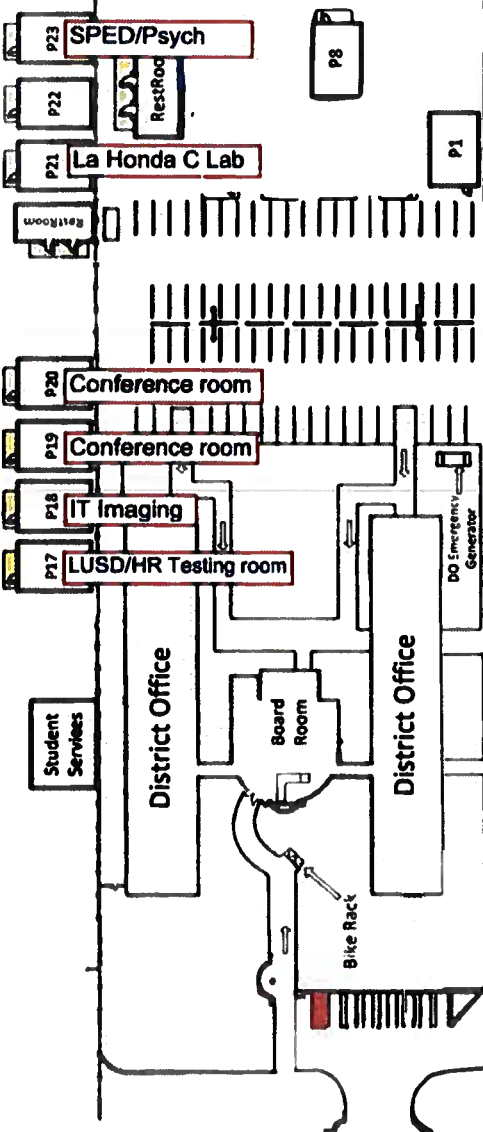 P23
SPED/Psych
P22
RestRoo
P8
P21
La Honda C Lab
P1
RestRoom
P20
Conference room
P19
Conference room
P18
IT Imaging
P17
LUSD/HR Testing room
DO Emergency
Generator
Student
Services
District Office
Board
Room
District Office
Bike Rack